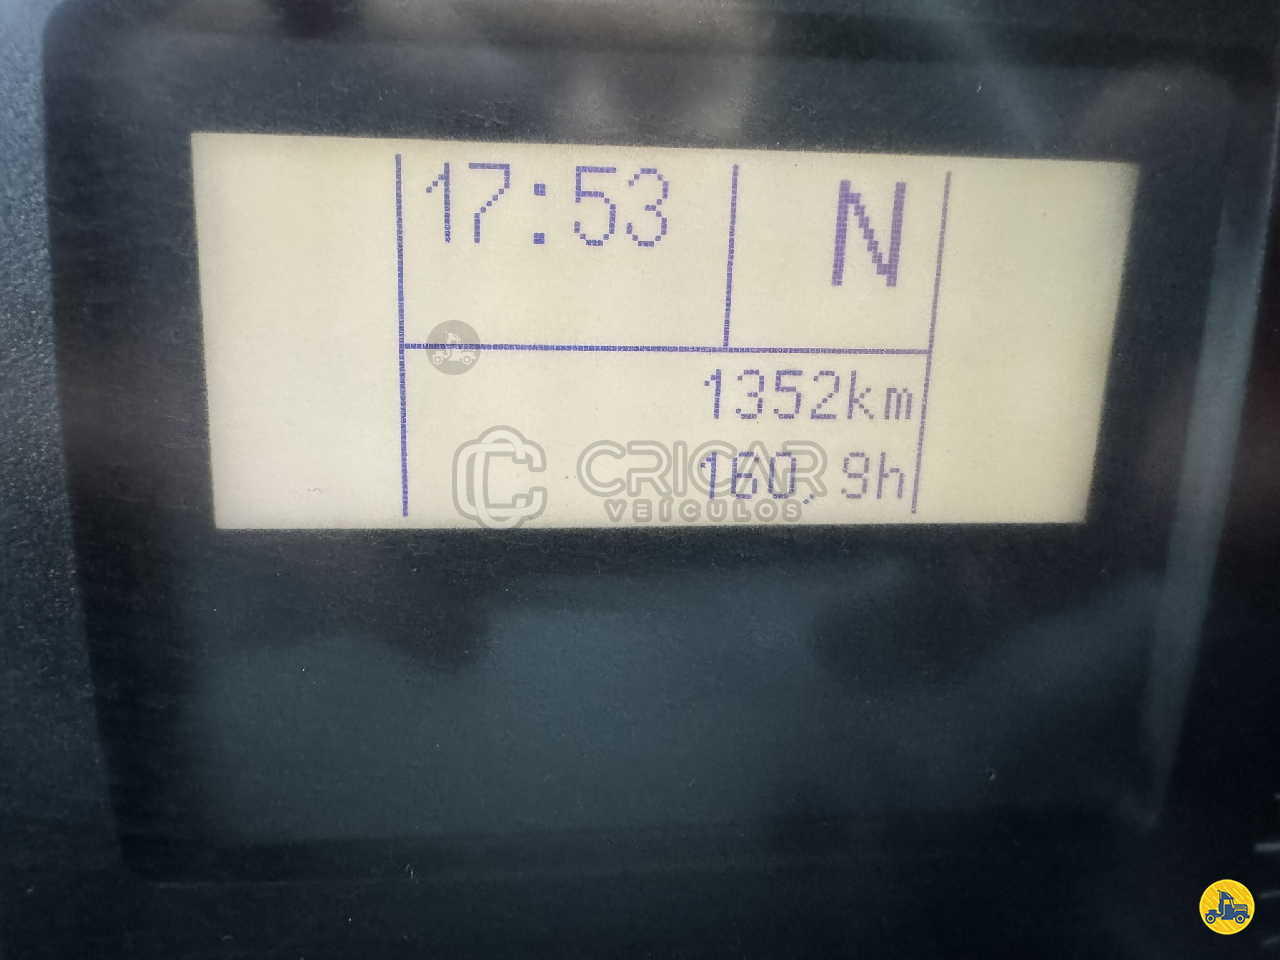 17:53
N
1352km
160,9h
CRICAR
VEÍCULOS